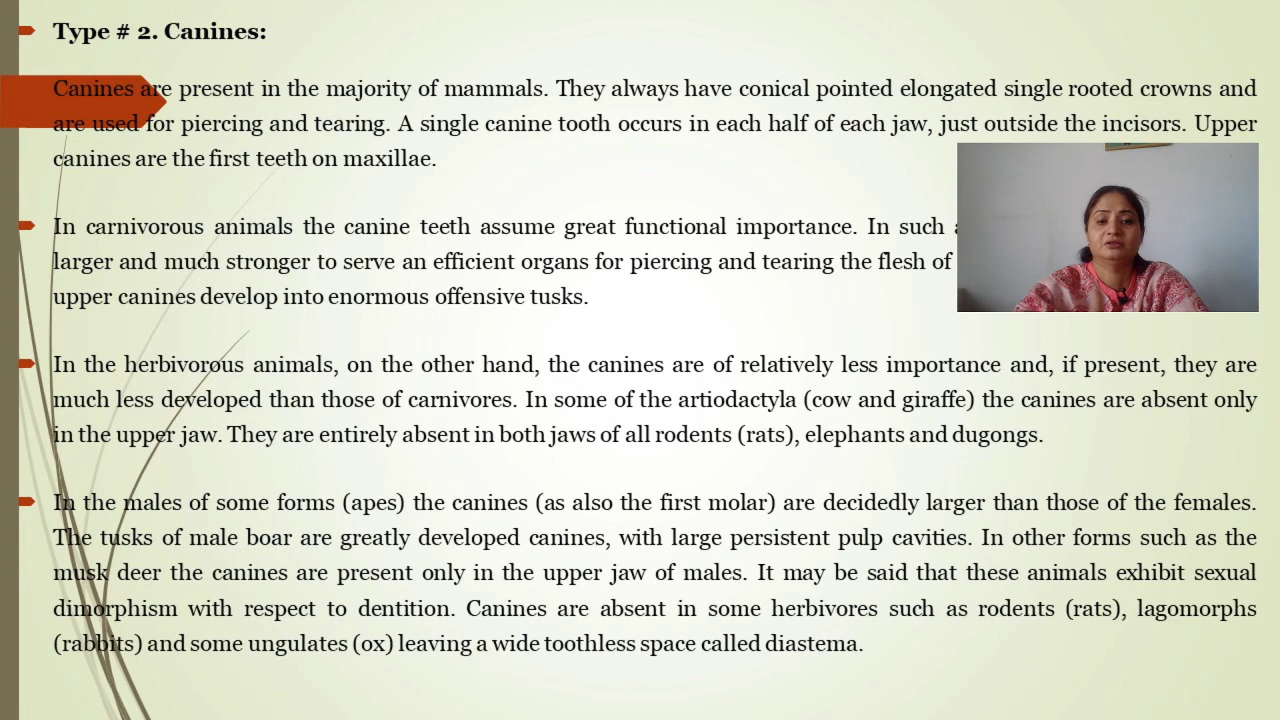 Type # 2. Canines:
Canines are present in the majority of mammals. They always have conical pointed elongated single rooted crowns and
are used for piercing and tearing. A single canine tooth occurs in each half of each jaw, just outside the incisors. Upper
canines are the first teeth on maxillae.
In carnivorous animals the canine teeth assume great functional importance. In such
larger and much stronger to serve an efficient organs for piercing and tearing the flesh of
upper canines develop into enormous offensive tusks.
In the herbivorous animals, on the other hand, the canines are of relatively less importance and, if present, they are
much less developed than those of carnivores. In some of the artiodactyla (cow and giraffe) the canines are absent only
in the upper jaw. They are entirely absent in both jaws of all rodents (rats), elephants and dugongs.
In the males of some forms (apes) the canines (as also the first molar) are decidedly larger than those of the females.
The tusks of male boar are greatly developed canines, with large persistent pulp cavities. In other forms such as the
musk deer the canines are present only in the upper jaw of males. It may be said that these animals exhibit sexual
dimorphism with respect to dentition. Canines are absent in some herbivores such as rodents (rats), lagomorphs
(rabbits) and some ungulates (ox) leaving a wide toothless space called diastema.